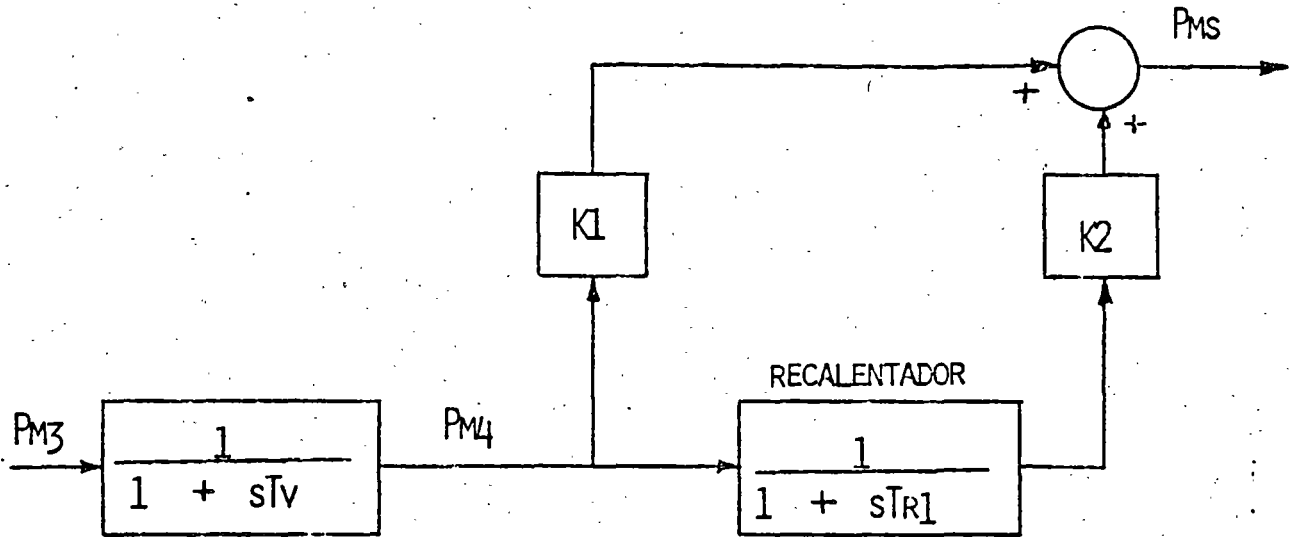 PMS
+
+
K1
K2
RECALENTADOR
PM3
1
1 + sTv
PM4
1
1 + sTR1